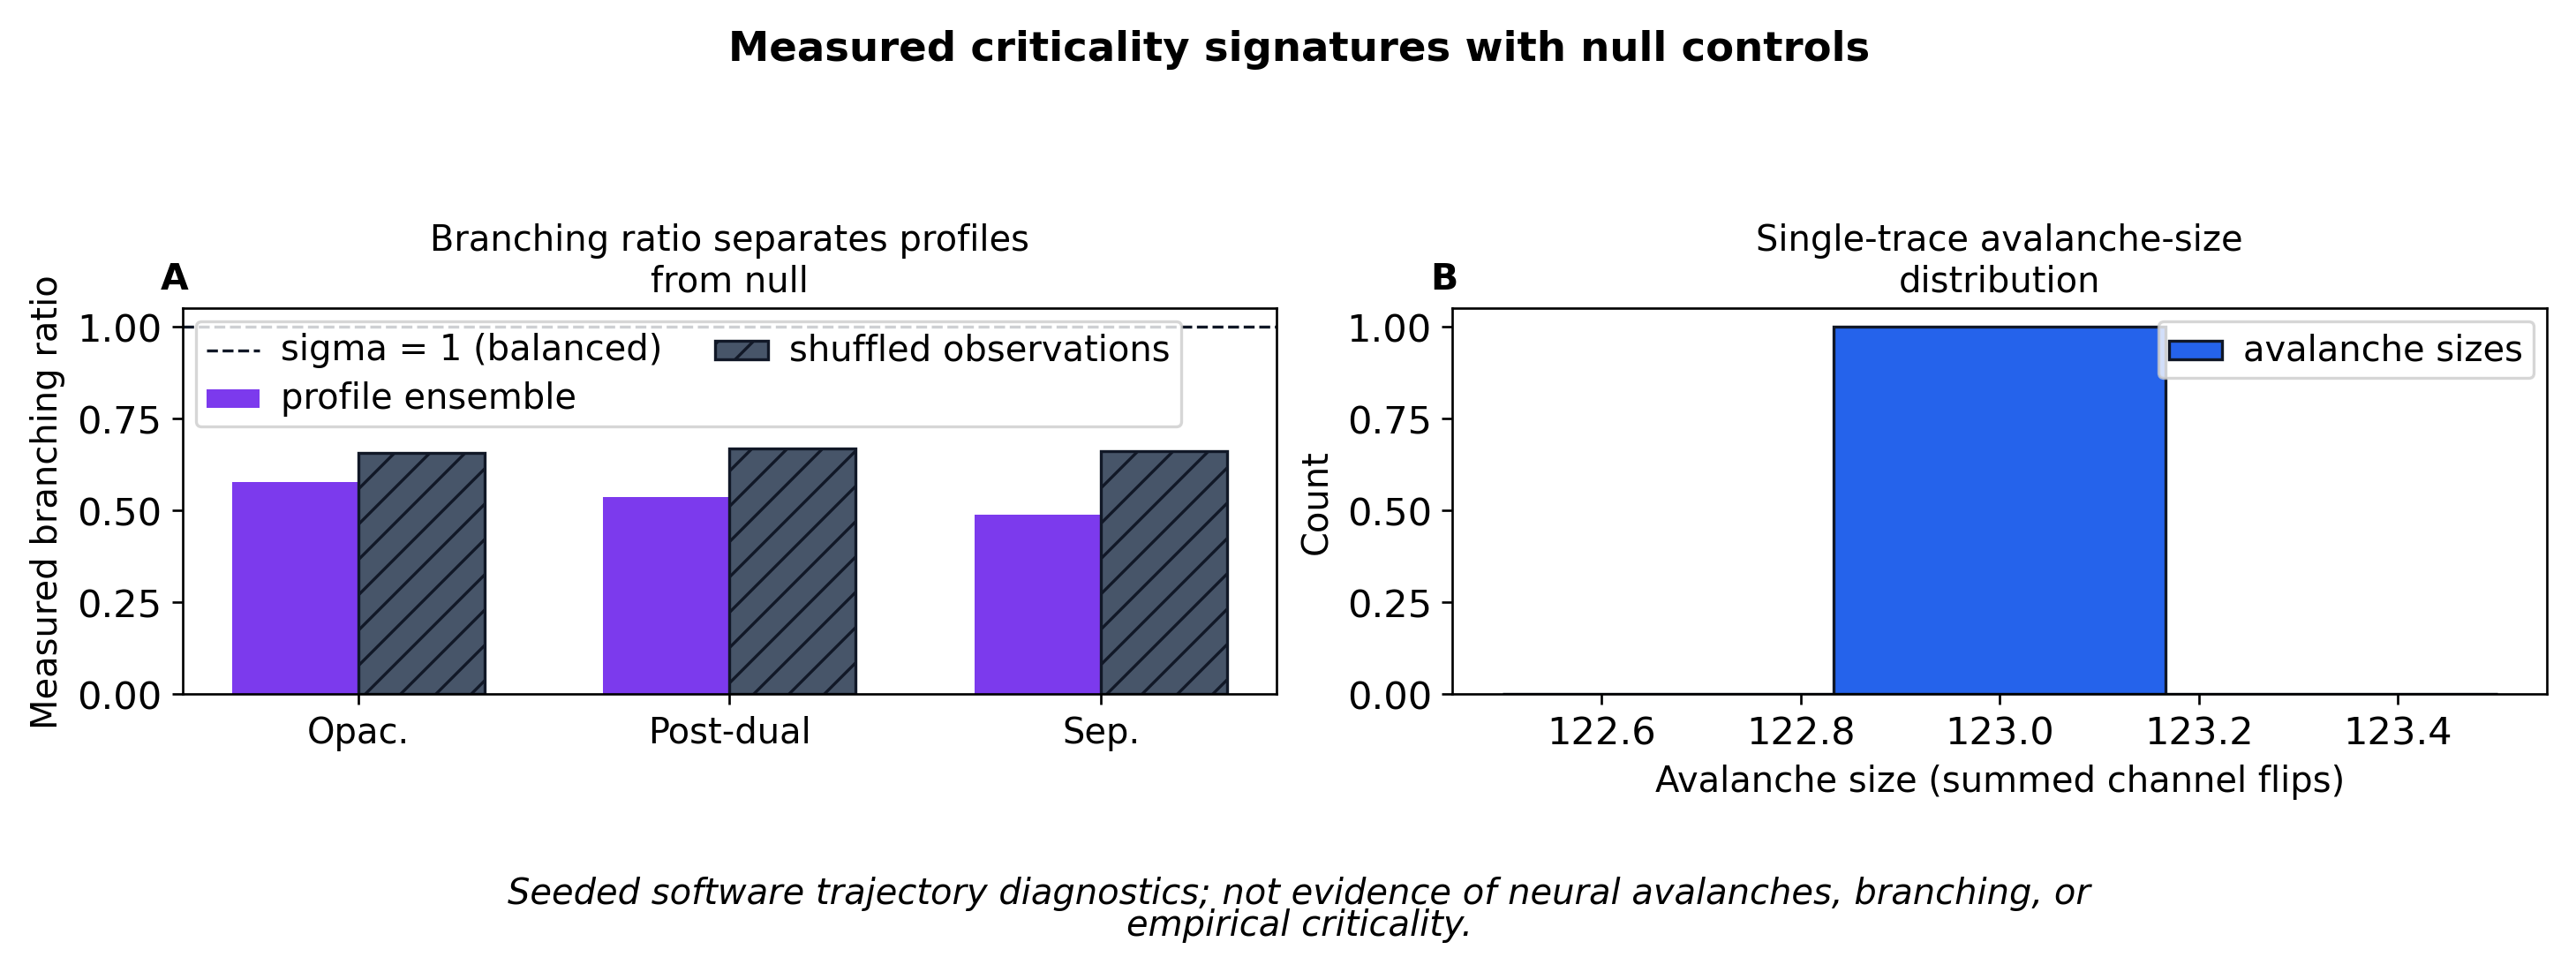 Measured criticality signatures with null controls
Branching ratio separates profiles
from null
A
Measured branching ratio
1.00
0.75
0.50
0.25
0.00
sigma = 1 (balanced)
profile ensemble
shuffled observations
Opac.
Post-dual
Sep.
Single-trace avalanche-size
distribution
B
Count
1.00
0.75
0.50
0.25
0.00
avalanche sizes
122.6
122.8
123.0
123.2
123.4
Avalanche size (summed channel flips)
Seeded software trajectory diagnostics; not evidence of neural avalanches, branching, or
empirical criticality.